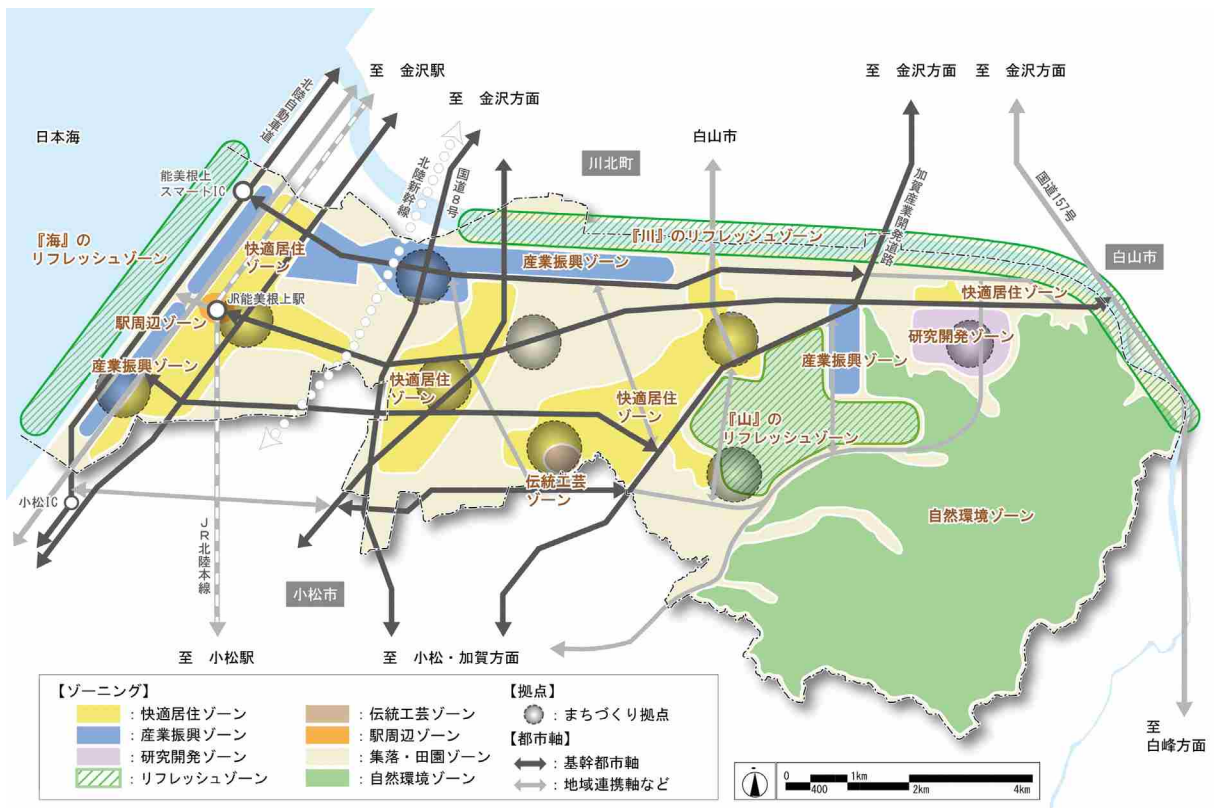 至　金沢駅
至　金沢方面
至　金沢方面
至　金沢方面
北陸自動車道
日本海
白山市
川北町
能美根上
スマートIC
北陸新幹線
国道８号
加賀産業開発道路
国道157号
『海』の
リフレッシュゾーン
快適居住
ゾーン
『川』のリフレッシュゾーン
産業振興ゾーン
白山市
JR能美根上駅
快適居住ゾーン
駅周辺ゾーン
研究開発ゾーン
産業振興ゾーン
産業振興ゾーン
快適居住
ゾーン
快適居住
ゾーン
『山』の
リフレッシュゾーン
伝統工芸
ゾーン
小松IC
自然環境ゾーン
ＪＲ北陸本線
小松市
至　小松駅
至　小松・加賀方面
至
白峰方面
【ゾーニング】
：快適居住ゾーン
：産業振興ゾーン
：研究開発ゾーン
：リフレッシュゾーン
：伝統工芸ゾーン
：駅周辺ゾーン
：集落・田園ゾーン
：自然環境ゾーン
【拠点】
：まちづくり拠点
【都市軸】
：基幹都市軸
：地域連携軸など
0 1km
400 2km 4km